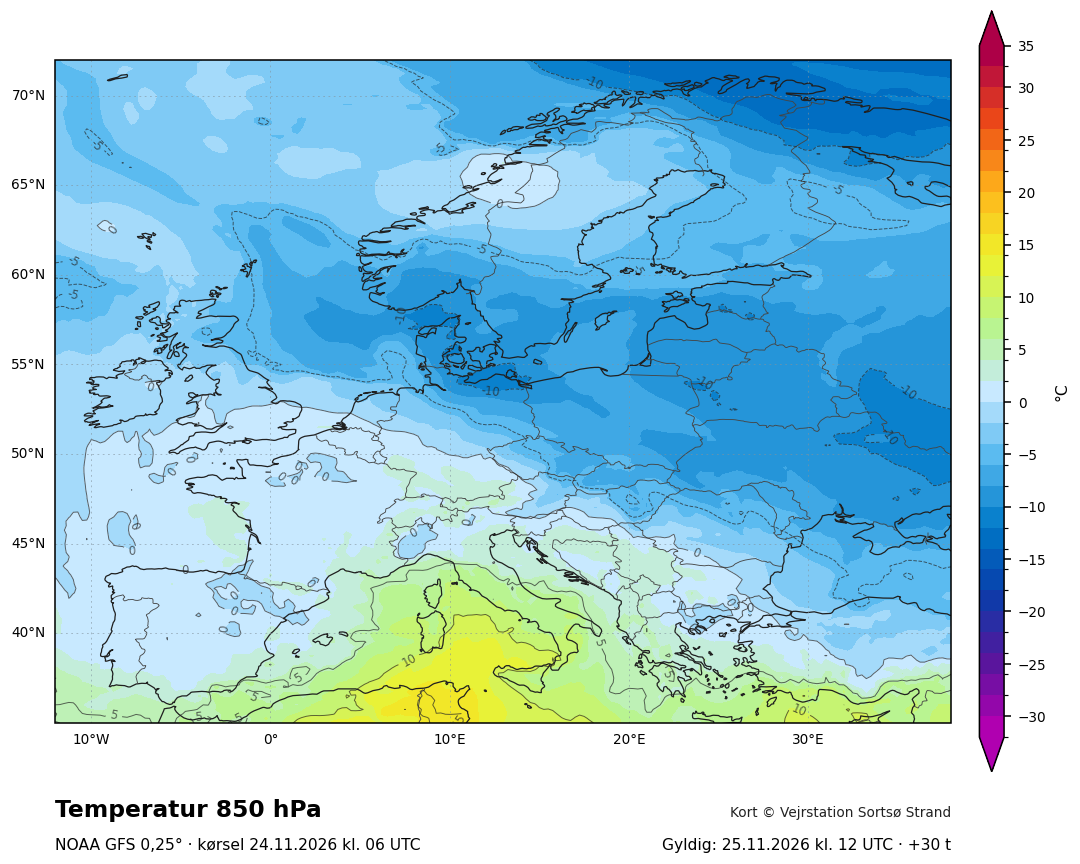 35
30
25
20
15
10
5
0
−5
−10
−15
−20
−25
−30
°C
70°N
65°N
60°N
55°N
50°N
45°N
40°N
10°W
0°
10°E
20°E
30°E
Temperatur 850 hPa
Kort © Vejrstation Sortsø Strand
NOAA GFS 0,25° · kørsel 24.11.2026 kl. 06 UTC
Gyldig: 25.11.2026 kl. 12 UTC · +30 t